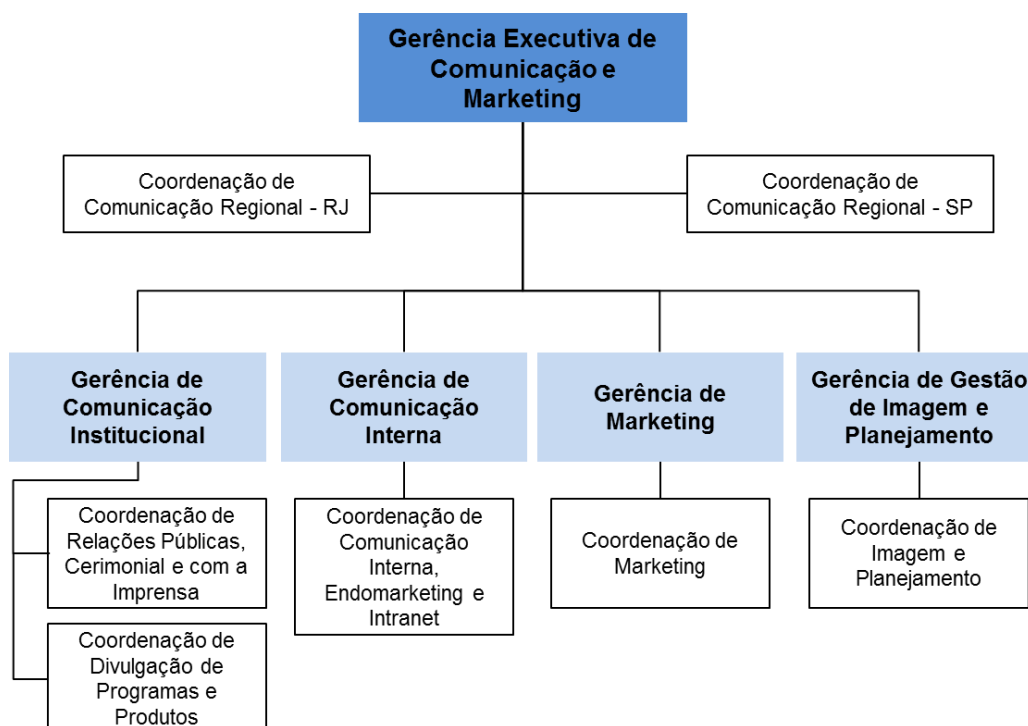 Gerência Executiva de
Comunicação e
Marketing
Coordenação de
Comunicação Regional - RJ
Coordenação de
Comunicação Regional - SP
Gerência de
Comunicação
Institucional
Gerência de
Comunicação
Interna
Gerência de
Marketing
Gerência de Gestão
de Imagem e
Planejamento
Coordenação de
Relações Públicas,
Cerimonial e com a
Imprensa
Coordenação de
Comunicação
Interna,
Endomarketing e
Intranet
Coordenação de
Marketing
Coordenação de
Imagem e
Planejamento
Coordenação de
Divulgação de
Programas e
Produtos